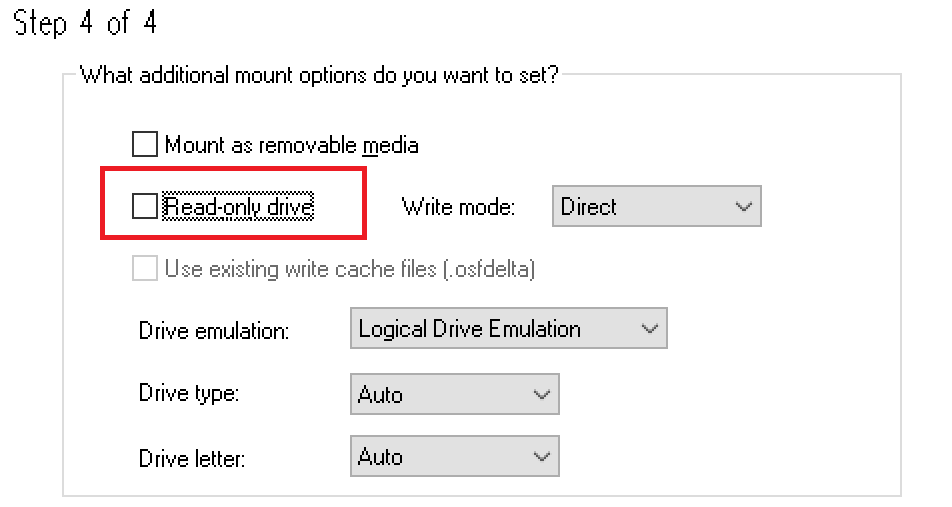 Step 4 of 4
What additional mount options do you want to set?
Mount as removable media
Read-only drive Write mode: Direct
Use existing write cache files (.osfdelta)
Drive emulation: Logical Drive Emulation
Drive type: Auto
Drive letter: Auto